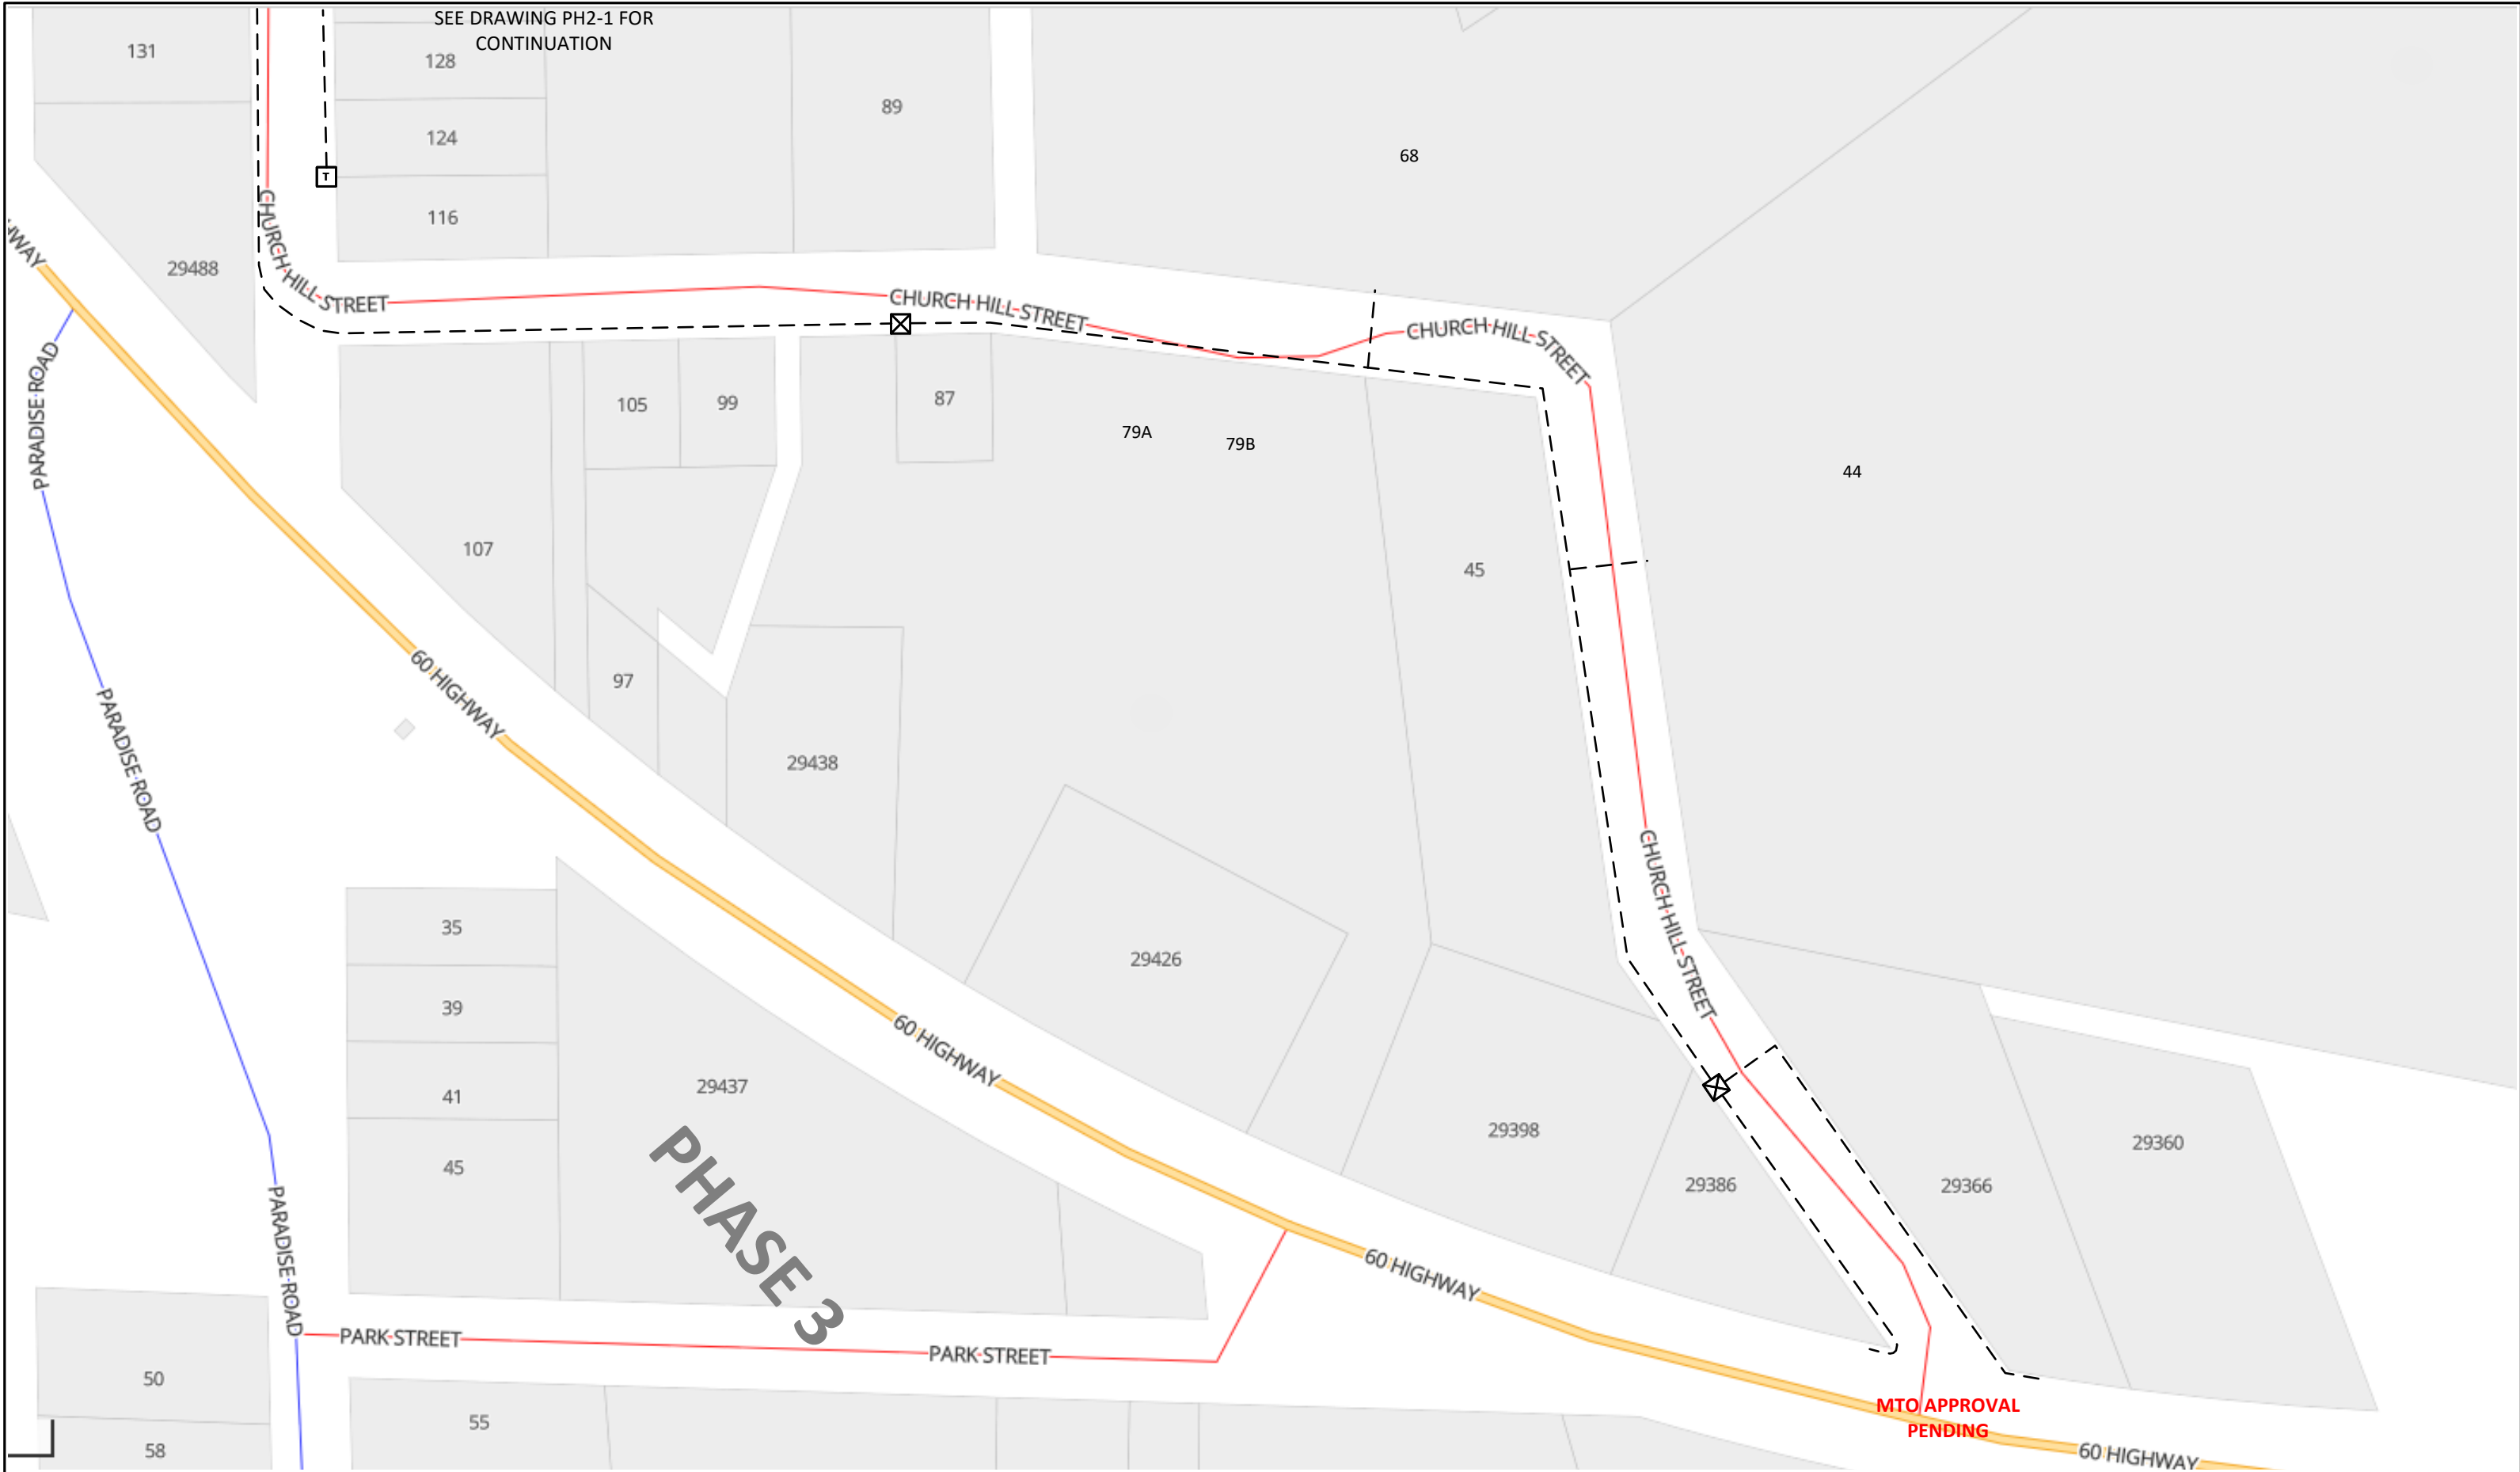 SEE DRAWING PH2-1 FOR
CONTINUATION
131
128
89
124
68
116
CHURCH HILL STREET
29488
CHURCH HILL STREET
CHURCH HILL STREET
PARADISE ROAD
105
99
87
79A
79B
44
107
45
60 HIGHWAY
97
PARADISE ROAD
29438
CHURCH HILL STREET
35
29426
39
60 HIGHWAY
29437
41
45
29398
29360
29386
29366
PHASE 3
PARADISE ROAD
60 HIGHWAY
PARK STREET
PARK STREET
50
55
58
MTO APPROVAL
PENDING
60 HIGHWAY
T